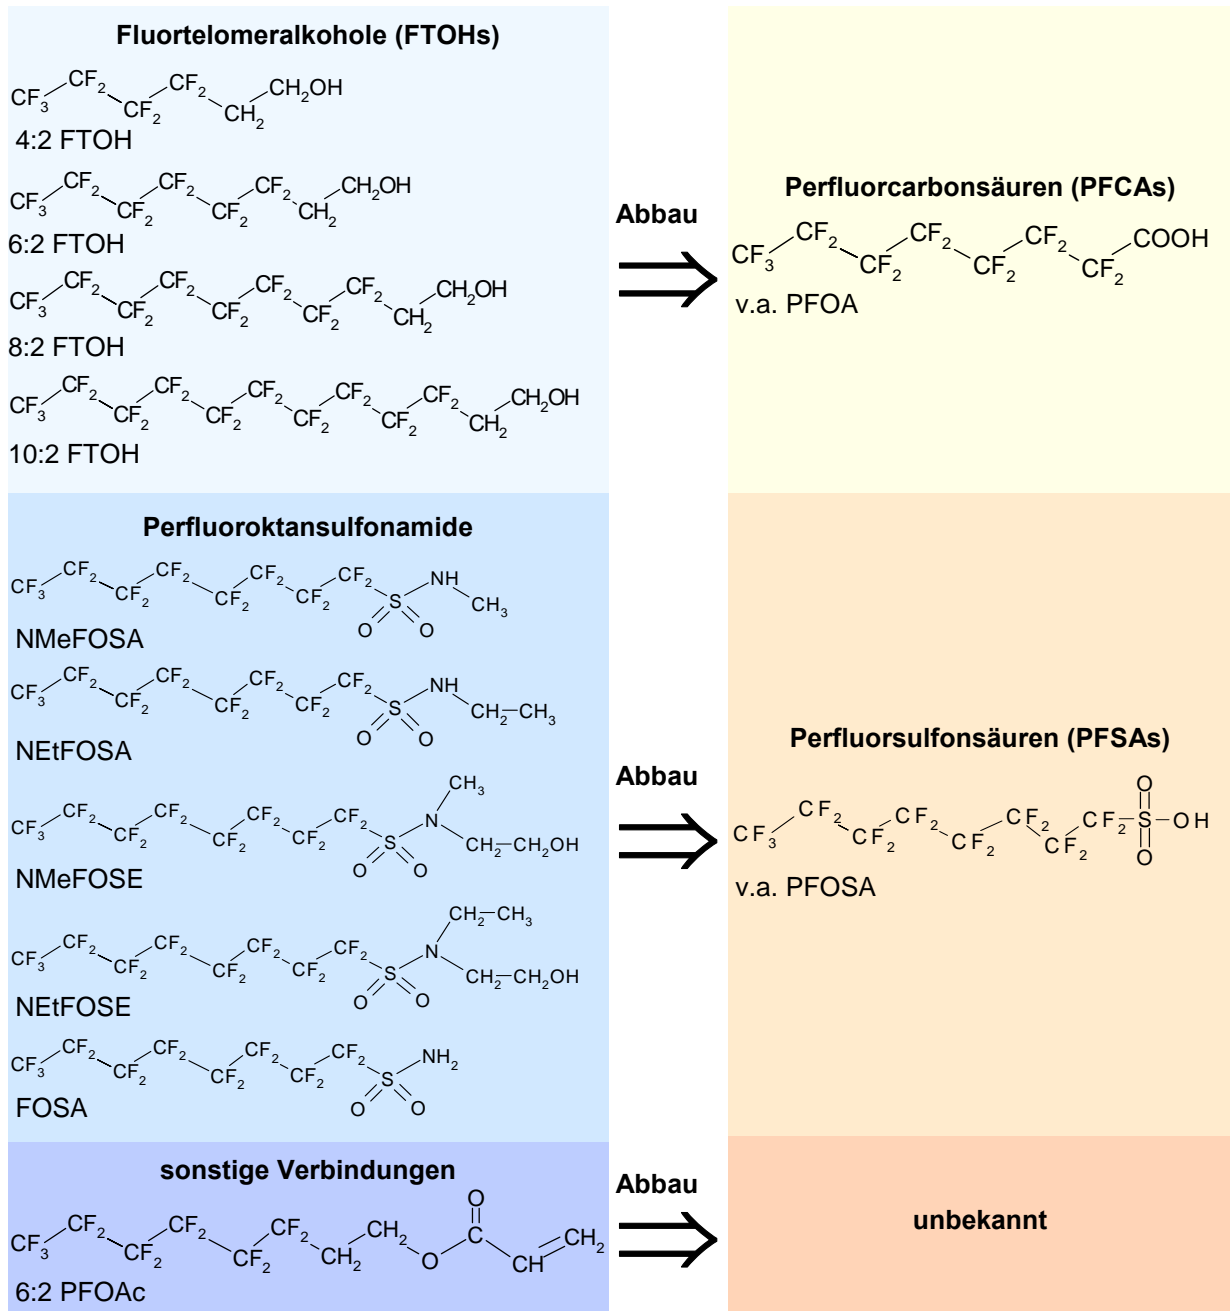 Fluortelomeralkohole (FTOHs)
CF3 CF2 CF2 CF2 CH2 CH2OH
4:2 FTOH
CF3 CF2 CF2 CF2 CF2 CF2 CH2 CH2OH
6:2 FTOH
CF3 CF2 CF2 CF2 CF2 CF2 CF2 CF2 CH2 CH2OH
8:2 FTOH
CF3 CF2 CF2 CF2 CF2 CF2 CF2 CF2 CF2 CF2 CH2 CH2OH
10:2 FTOH
Abbau
Perfluorcarbonsäuren (PFCAs)
CF3 CF2 CF2 CF2 CF2 CF2 CF2 COOH
v.a. PFOA
Perfluoroktansulfonamide
CF3 CF2 CF2 CF2 CF2 CF2 CF2 CF2 S O O NH CH3
NMeFOSA
CF3 CF2 CF2 CF2 CF2 CF2 CF2 CF2 S O O NH CH2 CH3
NEtFOSA
CF3 CF2 CF2 CF2 CF2 CF2 CF2 CF2 S O O N CH3 CH2 CH2OH
NMeFOSE
CF3 CF2 CF2 CF2 CF2 CF2 CF2 CF2 S O O N CH2 CH3 CH2 CH2OH
NEtFOSE
CF3 CF2 CF2 CF2 CF2 CF2 CF2 CF2 S O O NH2
FOSA
Abbau
Perfluorsulfonsäuren (PFSAs)
CF3 CF2 CF2 CF2 CF2 CF2 CF2 CF2 S O O OH
v.a. PFOSA
sonstige Verbindungen
CF3 CF2 CF2 CF2 CF2 CF2 CH2 CH2 O C O CH CH2
6:2 PFOAc
Abbau
unbekannt